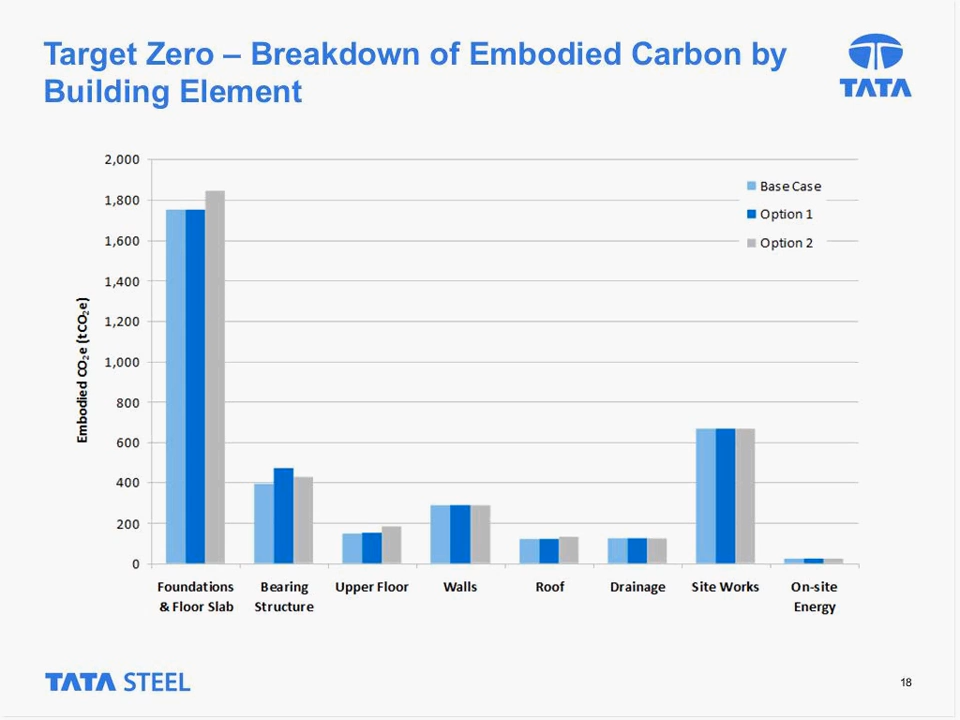 Target Zero – Breakdown of Embodied Carbon by
Building Element
TATA
2,000
1,800
1,600
1,400
1,200
1,000
800
600
400
200
0
Embodied CO₂e (tCO₂e)
Base Case
Option 1
Option 2
Foundations
& Floor Slab
Bearing
Structure
Upper Floor
Walls
Roof
Drainage
Site Works
On-site
Energy
TATA STEEL
18